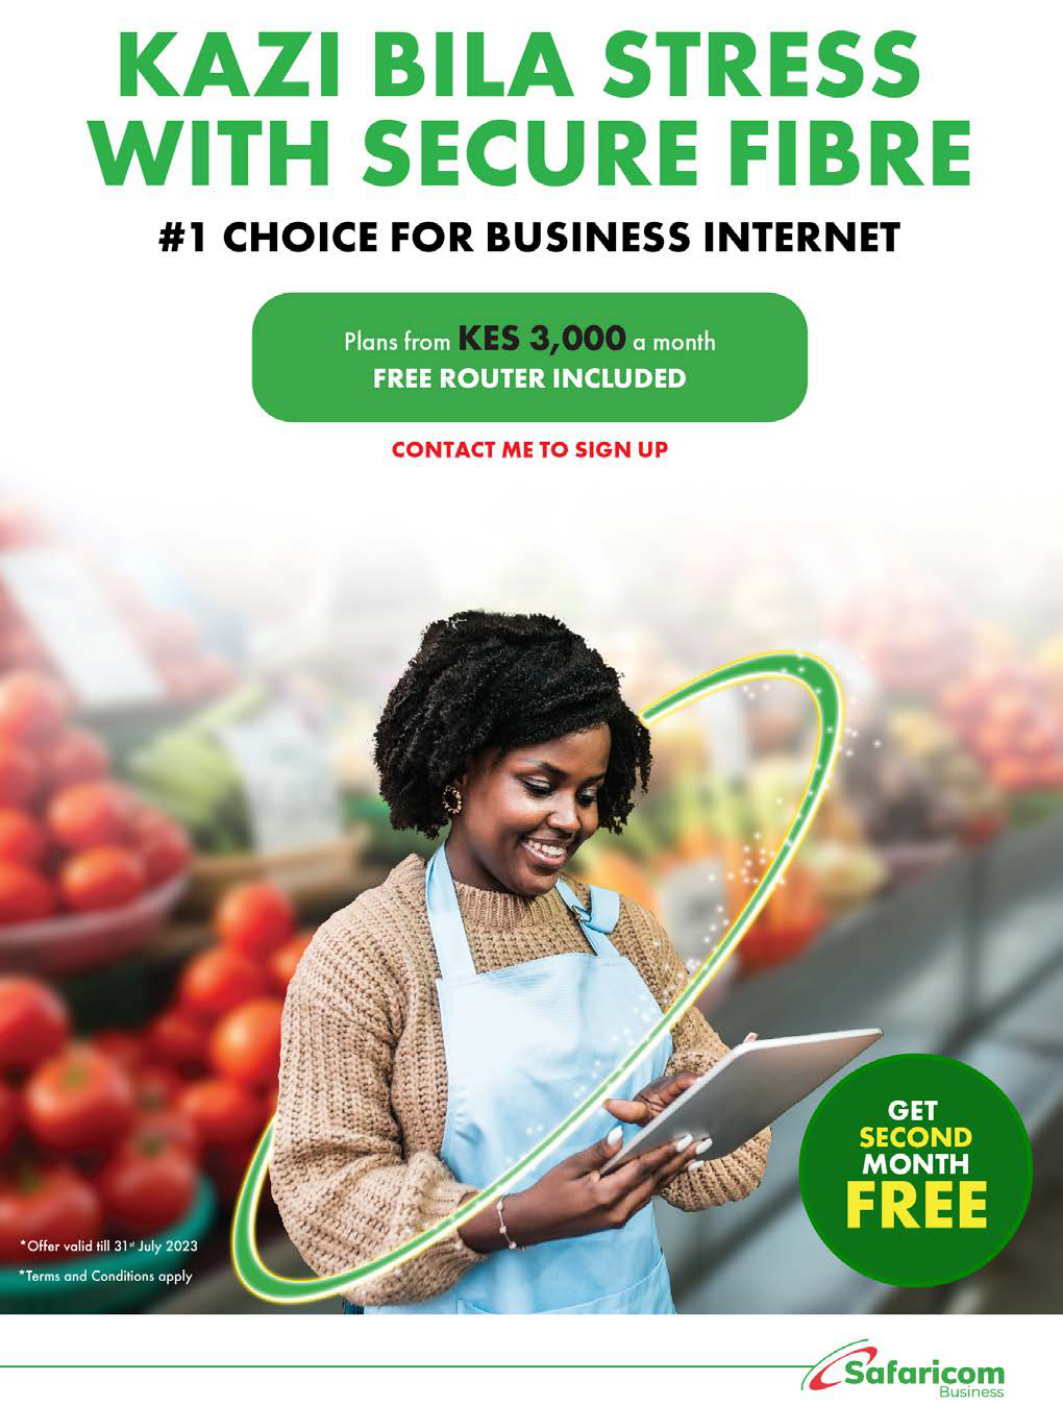 KAZI BILA STRESS
WITH SECURE FIBRE
#1 CHOICE FOR BUSINESS INTERNET
Plans from KES 3,000 a month
FREE ROUTER INCLUDED
CONTACT ME TO SIGN UP
GET
SECOND
MONTH
FREE
*Offer valid till 31st July 2023
*Terms and Conditions apply
Safaricom
Business